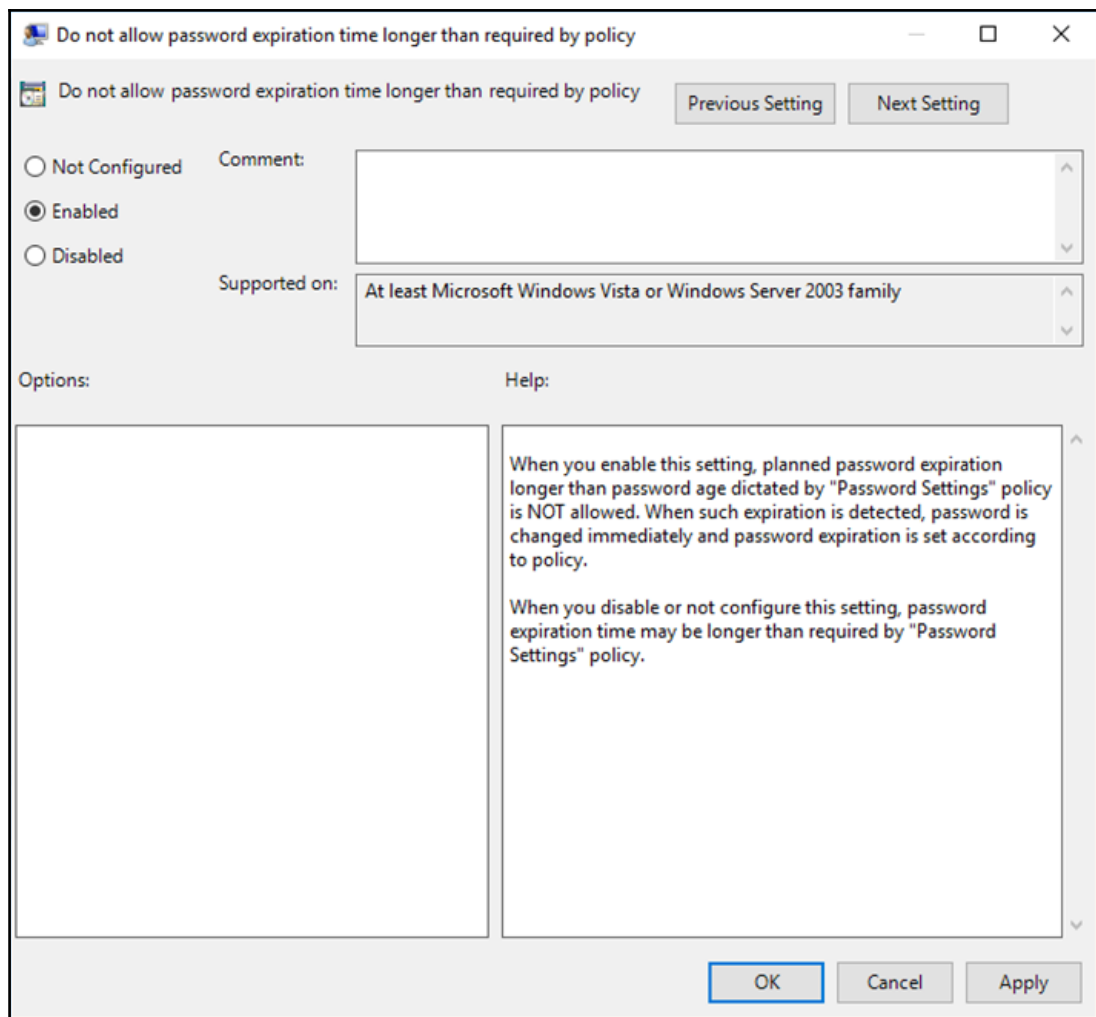 Do not allow password expiration time longer than required by policy
Do not allow password expiration time longer than required by policy
Previous Setting
Next Setting
Not Configured
Comment:
Enabled
Disabled
Supported on:
At least Microsoft Windows Vista or Windows Server 2003 family
Options:
Help:
When you enable this setting, planned password expiration
longer than password age dictated by "Password Settings" policy
is NOT allowed. When such expiration is detected, password is
changed immediately and password expiration is set according
to policy.
When you disable or not configure this setting, password
expiration time may be longer than required by "Password
Settings" policy.
OK
Cancel
Apply